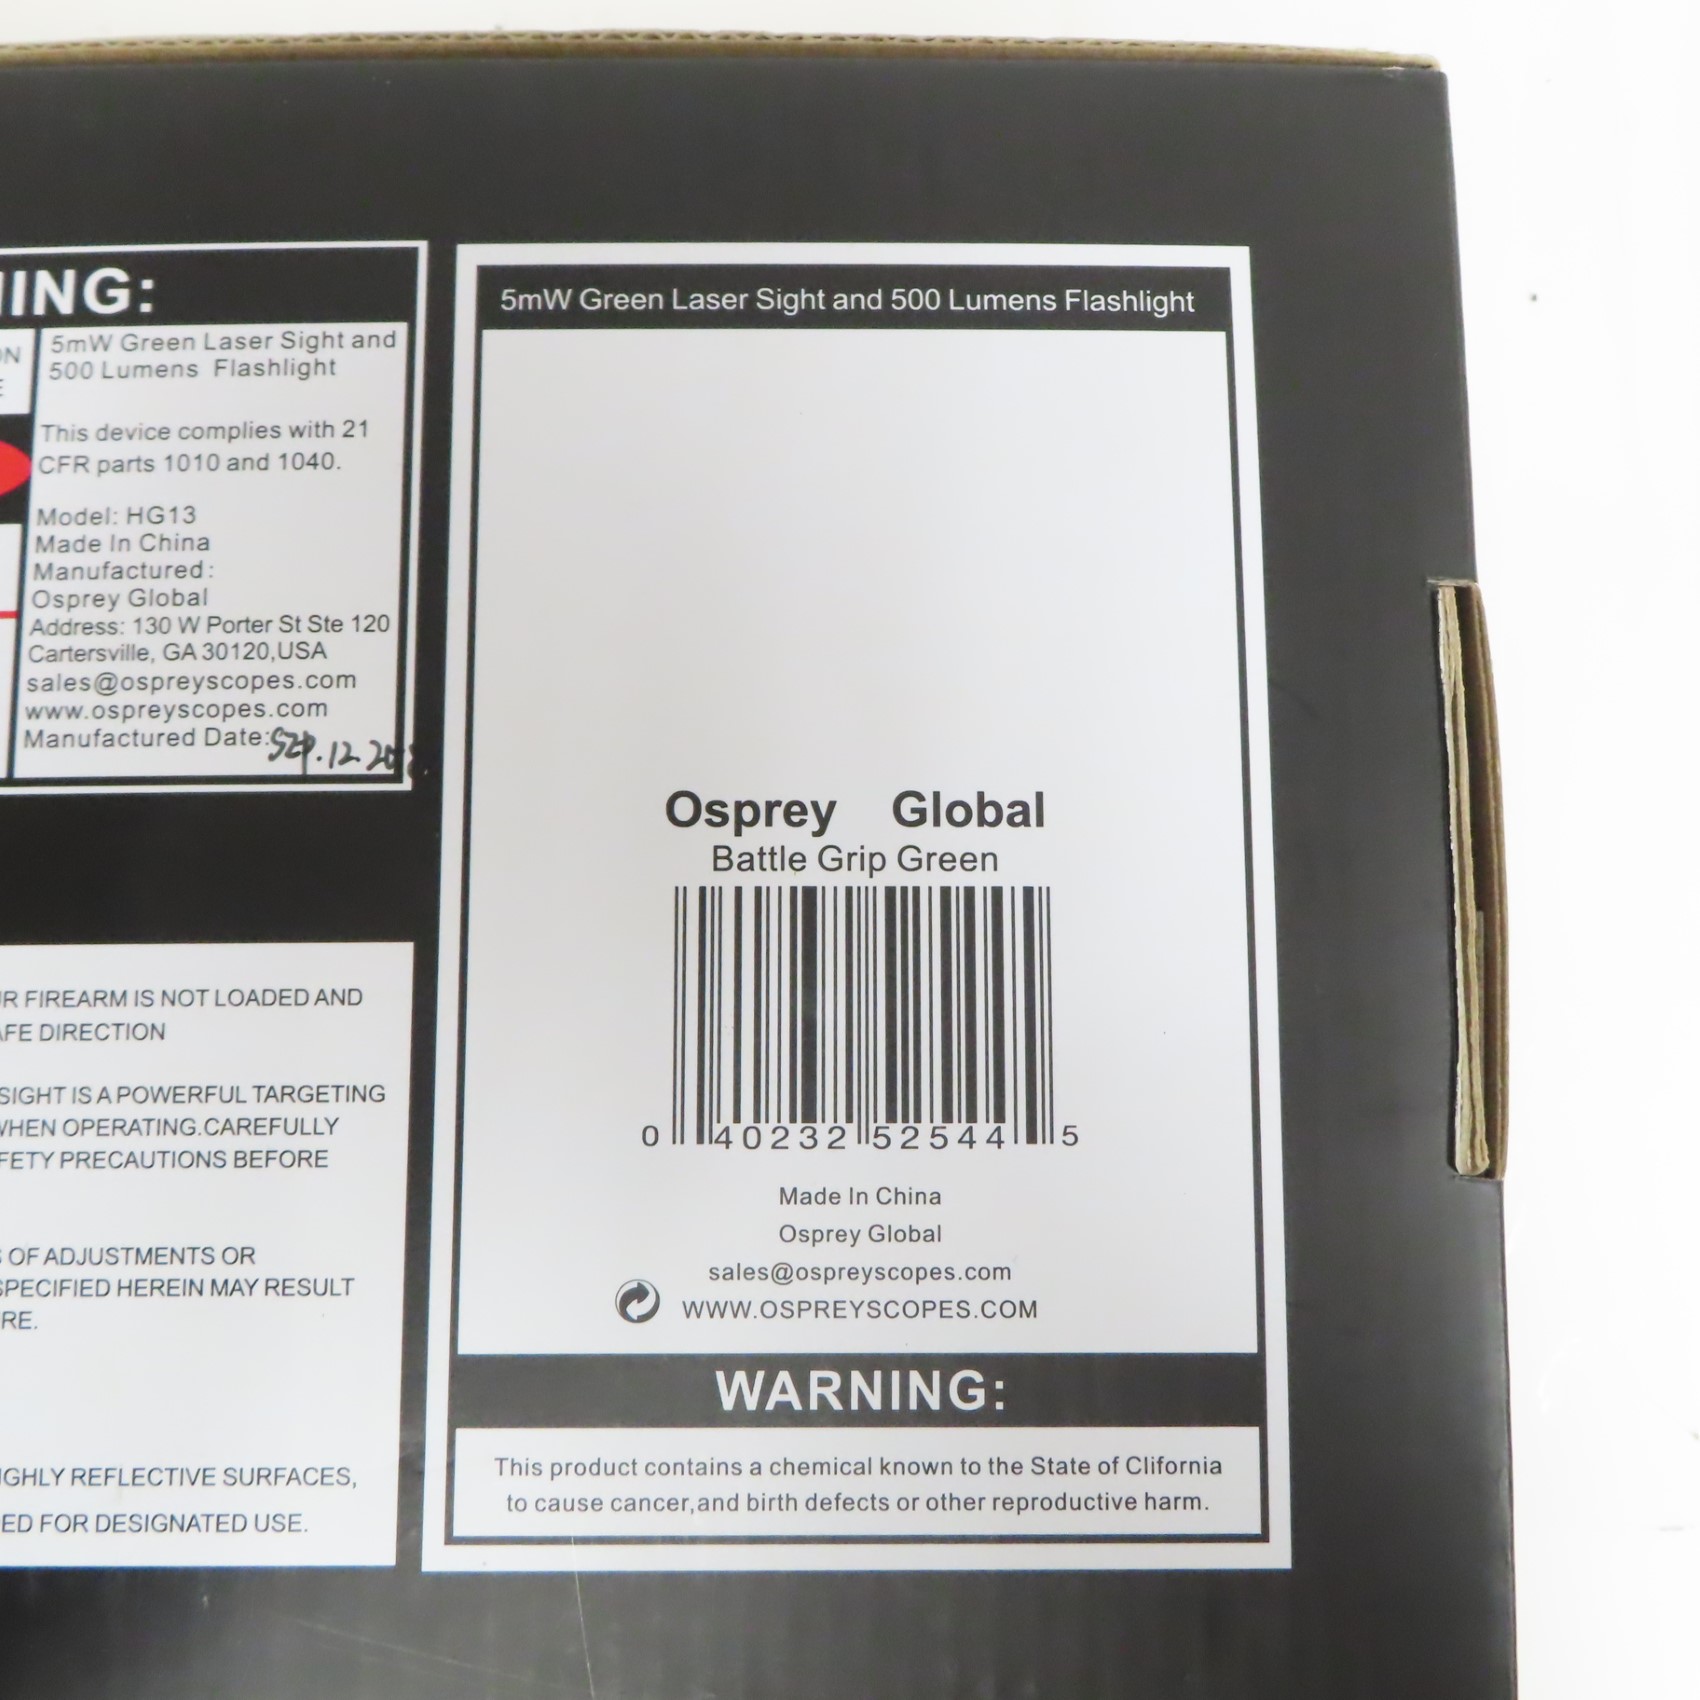 NING:
ON
E
5mW Green Laser Sight and
500 Lumens Flashlight
This device complies with 21
CFR parts 1010 and 1040.
Model: HG13
Made In China
Manufactured:
Osprey Global
Address: 130 W Porter St Ste 120
Cartersville, GA 30120,USA
sales@ospreyscopes.com
www.ospreyscopes.com
Manufactured Date:
R FIREARM IS NOT LOADED AND
AFE DIRECTION
SIGHT IS A POWERFUL TARGETING
WHEN OPERATING.CAREFULLY
FETY PRECAUTIONS BEFORE
S OF ADJUSTMENTS OR
SPECIFIED HEREIN MAY RESULT
RE.
IGHLY REFLECTIVE SURFACES,
ED FOR DESIGNATED USE.
5mW Green Laser Sight and 500 Lumens Flashlight
Osprey Global
Battle Grip Green
0 40232 52544 5
Made In China
Osprey Global
sales@ospreyscopes.com
WWW.OSPREYSCOPES.COM
WARNING:
This product contains a chemical known to the State of Clifornia
to cause cancer,and birth defects or other reproductive harm.